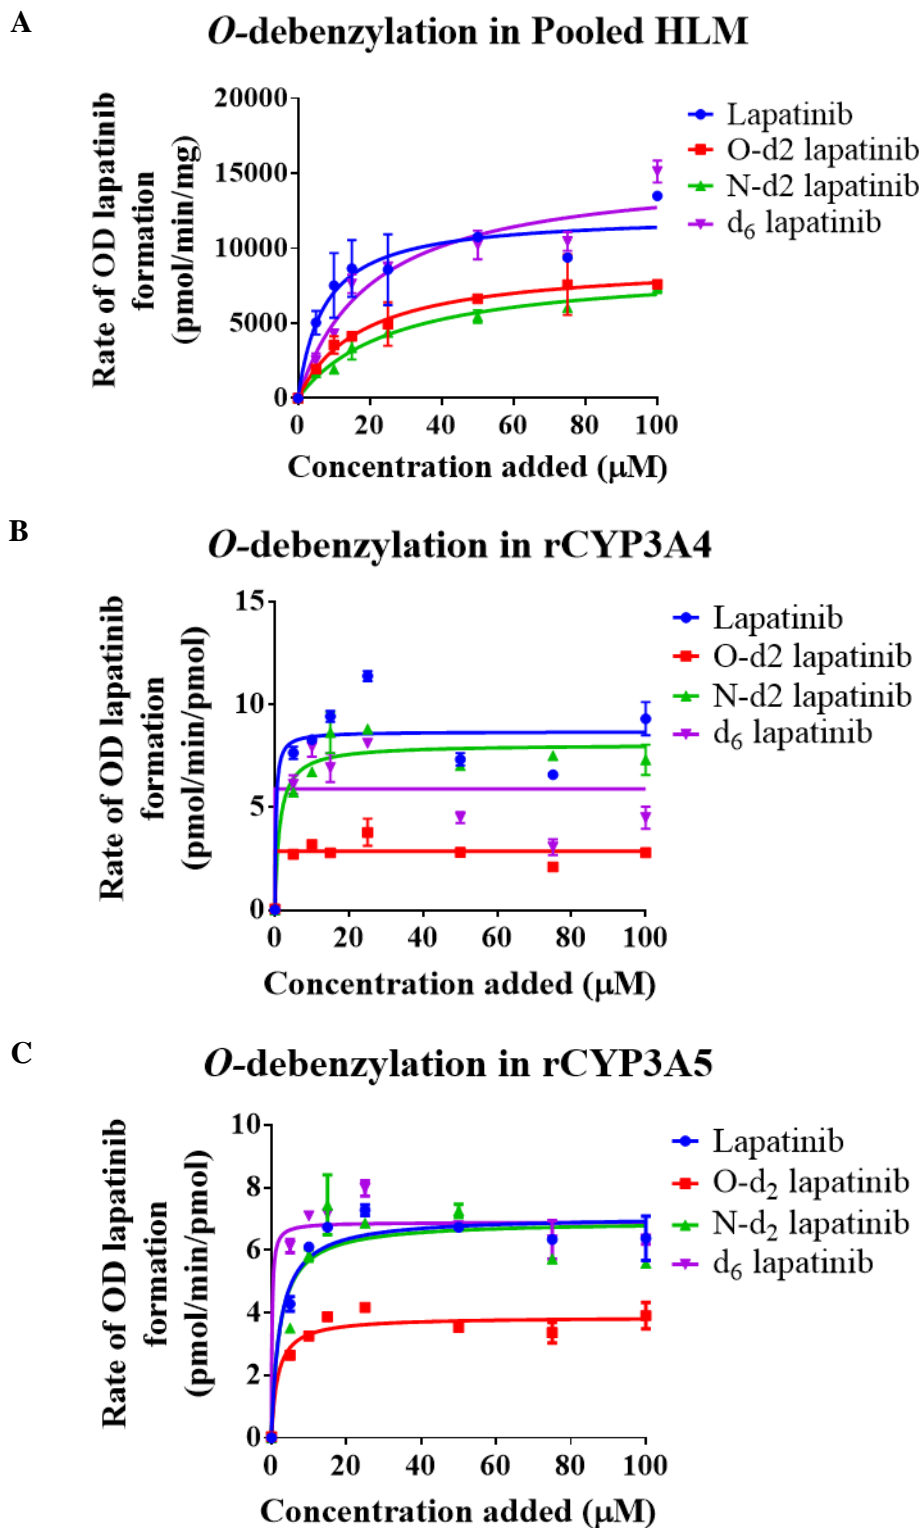 A
O-debenzylation in Pooled HLM
Rate of OD lapatinib
formation
(pmol/min/mg)
20000
15000
10000
5000
0
0 20 40 60 80 100
Concentration added (μM)
Lapatinib
O-d2 lapatinib
N-d2 lapatinib
d6 lapatinib
B
O-debenzylation in rCYP3A4
Rate of OD lapatinib
formation
(pmol/min/pmol)
15
10
5
0
0 20 40 60 80 100
Concentration added (μM)
Lapatinib
O-d2 lapatinib
N-d2 lapatinib
d6 lapatinib
C
O-debenzylation in rCYP3A5
Rate of OD lapatinib
formation
(pmol/min/pmol)
10
8
6
4
2
0
0 20 40 60 80 100
Concentration added (μM)
Lapatinib
O-d2 lapatinib
N-d2 lapatinib
d6 lapatinib